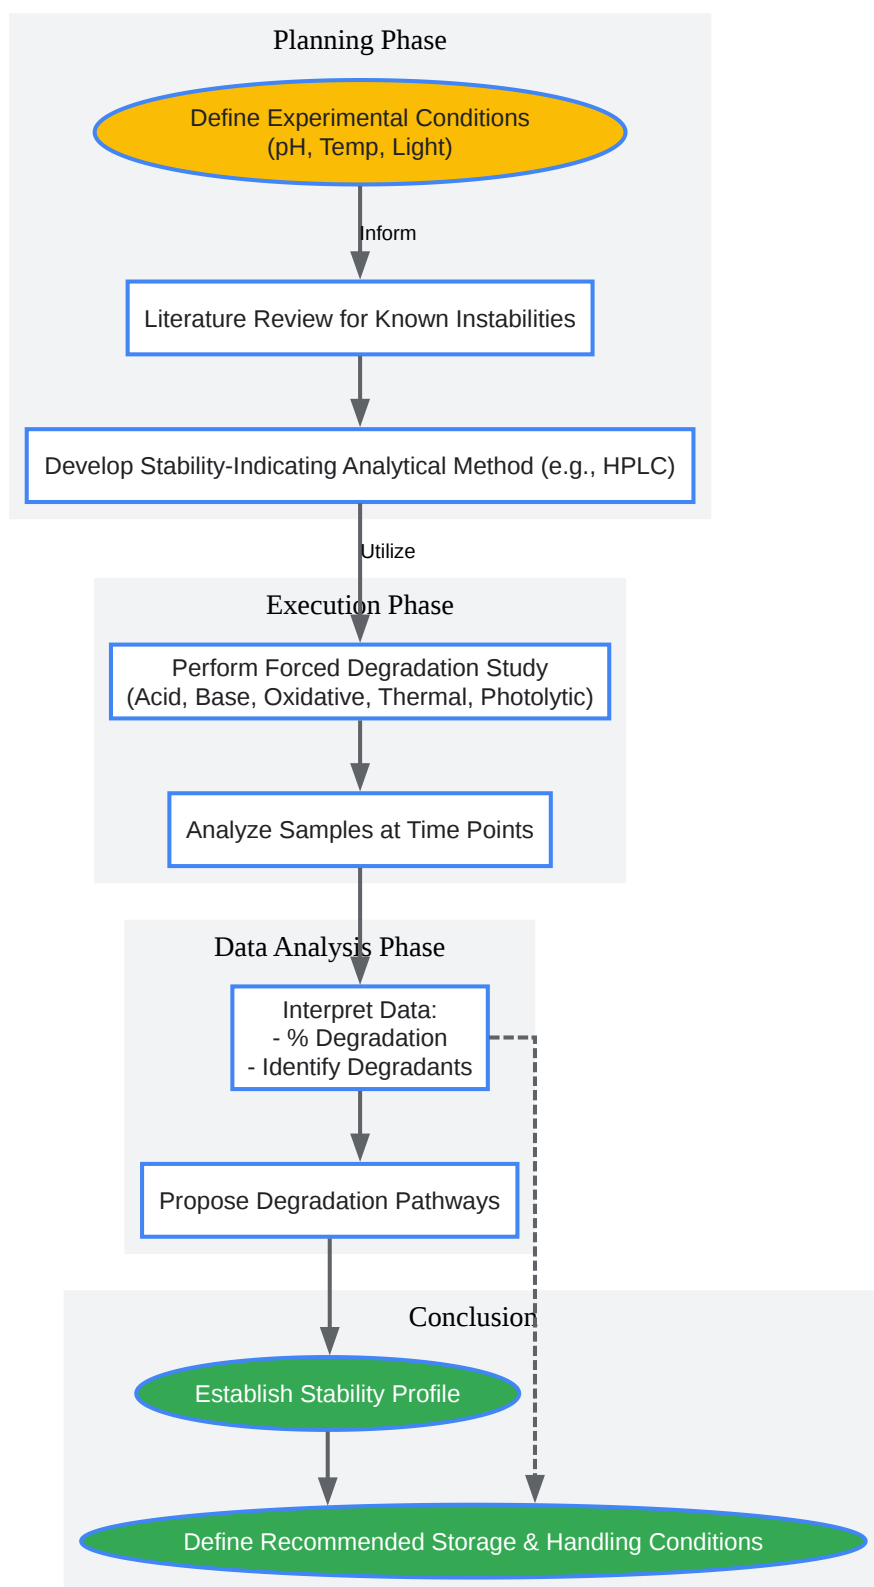 Planning Phase
Define Experimental Conditions
(pH, Temp, Light)
Inform
Literature Review for Known Instabilities
Develop Stability-Indicating Analytical Method (e.g., HPLC)
Utilize
Execution Phase
Perform Forced Degradation Study
(Acid, Base, Oxidative, Thermal, Photolytic)
Analyze Samples at Time Points
Data Analysis Phase
Interpret Data:
- % Degradation
- Identify Degradants
Propose Degradation Pathways
Conclusion
Establish Stability Profile
Define Recommended Storage & Handling Conditions